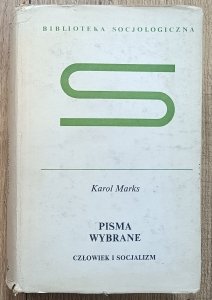 BIBLIOTEKA SOCJOLOGICZNA
Karol Marks
PISMA
WYBRANE
CZŁOWIEK I SOCJALIZM